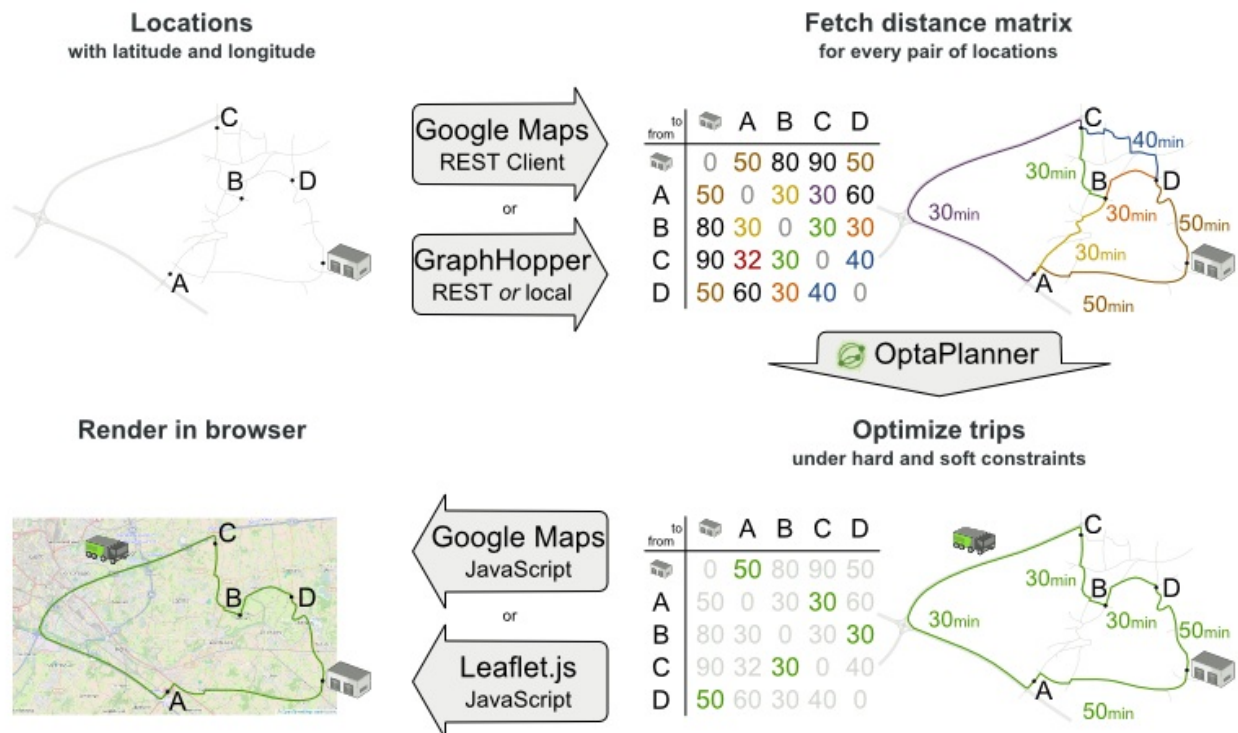 Locations
with latitude and longitude
C
B
D
A
Google Maps
REST Client
or
GraphHopper
REST or local
Fetch distance matrix
for every pair of locations
to
from
A B C D
0 50 80 90 50
A 50 0 30 30 60
B 80 30 0 30 30
C 90 32 30 0 40
D 50 60 30 40 0
C
40min
30min
B
D
30min
30min
50min
30min
A
50min
OptaPlanner
Render in browser
C
B
D
A
Google Maps
JavaScript
or
Leaflet.js
JavaScript
Optimize trips
under hard and soft constraints
to
from
A B C D
0 50 80 90 50
A 50 0 30 30 60
B 80 30 0 30 30
C 90 32 30 0 40
D 50 60 30 40 0
C
30min
B
D
30min
30min
50min
A
50min